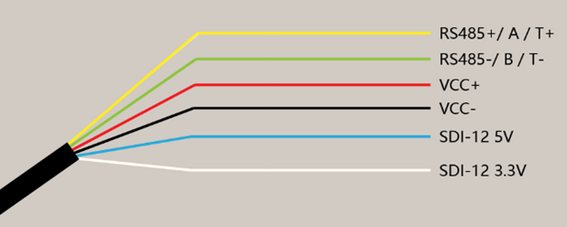 RS485+/ A / T+
RS485-/ B / T-
VCC+
VCC-
SDI-12 5V
SDI-12 3.3V